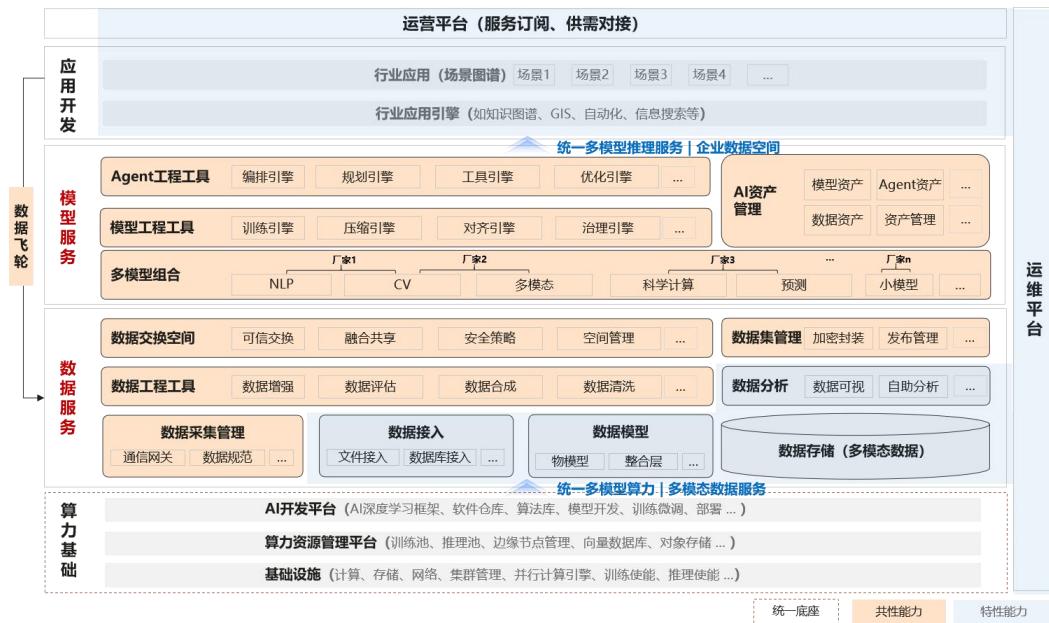 运营平台（服务订阅、供需对接）
应用开发
行业应用（场景图谱） 场景1 场景2 场景3 场景4 ...
行业应用引擎（如知识图谱、GIS、自动化、信息搜索等）
统一多模型推理服务 | 企业数据空间
数据飞轮
模型服务
Agent工程工具 编排引擎 规划引擎 工具引擎 优化引擎 ...
模型工程工具 训练引擎 压缩引擎 对齐引擎 治理引擎 ...
AI资产管理 模型资产 Agent资产 ...
数据资产 资产管理 ...
厂家1 厂家2 厂家3 ... 厂家n
多模型组合 NLP CV 多模态 科学计算 预测 小模型 ...
数据服务
数据交换空间 可信交换 融合共享 安全策略 空间管理 ...
数据集管理 加密封装 发布管理 ...
数据工程工具 数据增强 数据评估 数据合成 数据清洗 ...
数据分析 数据可视 自助分析 ...
数据采集管理
通信网关 数据规范 ...
数据接入
文件接入 数据库接入 ...
数据模型
物模型 整合层 ...
数据存储（多模态数据）
统一多模型算力 | 多模态数据服务
算力基础
AI开发平台（AI深度学习框架、软件仓库、算法库、模型开发、训练微调、部署 ... ）
算力资源管理平台（训练池、推理池、边缘节点管理、向量数据库、对象存储 ... ）
基础设施（计算、存储、网络、集群管理、并行计算引擎、训练使能、推理使能 ...）
运维平台
统一底座 共性能力 特性能力